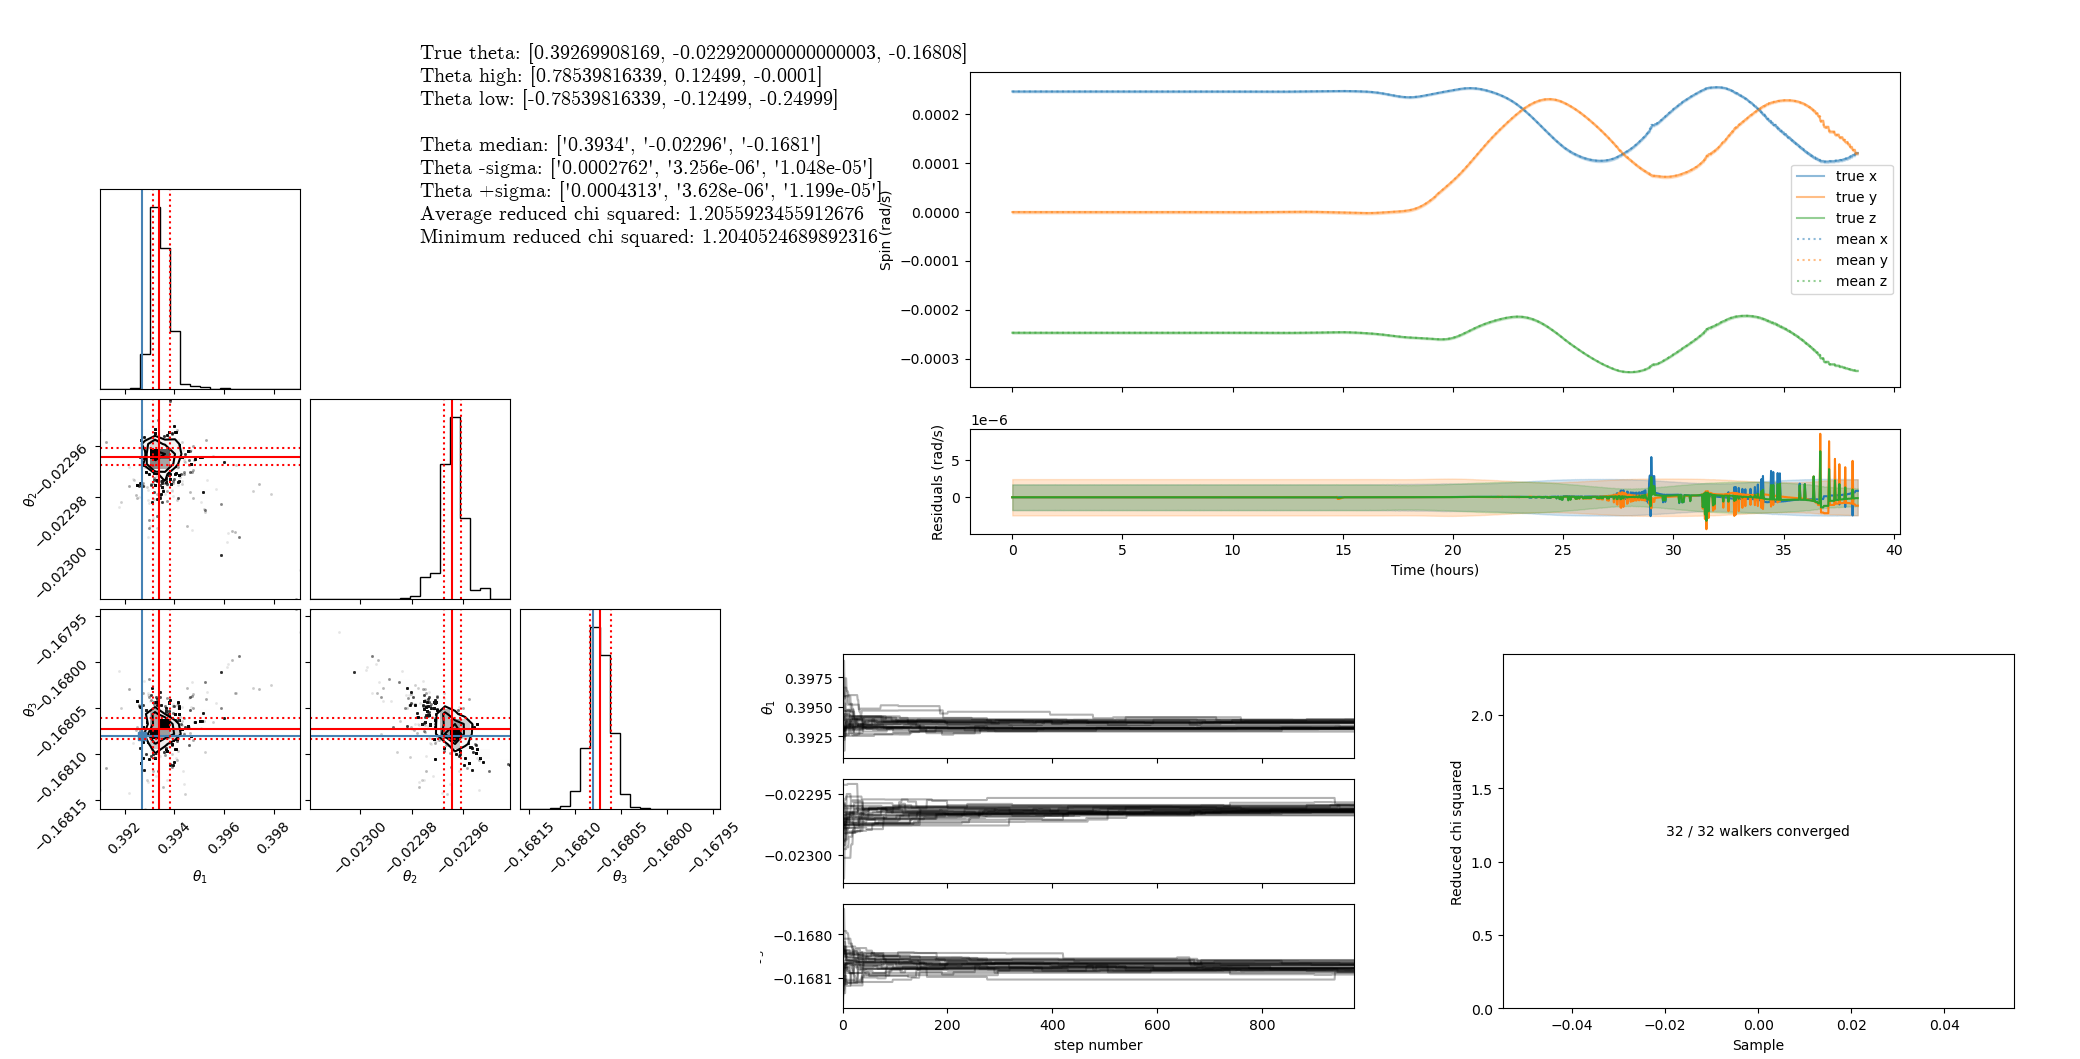 True theta: [0.39269908169, -0.022920000000000003, -0.16808]
Theta high: [0.78539816339, 0.12499, -0.0001]
Theta low: [-0.78539816339, -0.12499, -0.24999]
Theta median: ['0.3934', '-0.02296', '-0.1681']
Theta -sigma: ['0.0002762', '3.256e-06', '1.048e-05']
Theta +sigma: ['0.0004313', '3.628e-06', '1.199e-05']
Average reduced chi squared: 1.2055923455912676
Minimum reduced chi squared: 1.2040524689892316
Spin (rad/s)
0.0002
0.0001
0.0000
−0.0001
−0.0002
−0.0003
true x
true y
true z
mean x
mean y
mean z
1e−6
Residuals (rad/s)
5
0
0 5 10 15 20 25 30 35 40
Time (hours)
θ2
−0.02296
−0.02298
−0.02300
θ3
−0.16795
−0.16800
−0.16805
−0.16810
−0.16815
0.392 0.394 0.396 0.398
θ1
−0.02300 −0.02298 −0.02296
θ2
−0.16815 −0.16810 −0.16805 −0.16800 −0.16795
θ3
θ1
0.3975
0.3950
0.3925
−0.02295
−0.02300
−0.1680
−0.1681
0 200 400 600 800
step number
Reduced chi squared
2.0
1.5
1.0
0.5
0.0
32 / 32 walkers converged
−0.04 −0.02 0.00 0.02 0.04
Sample